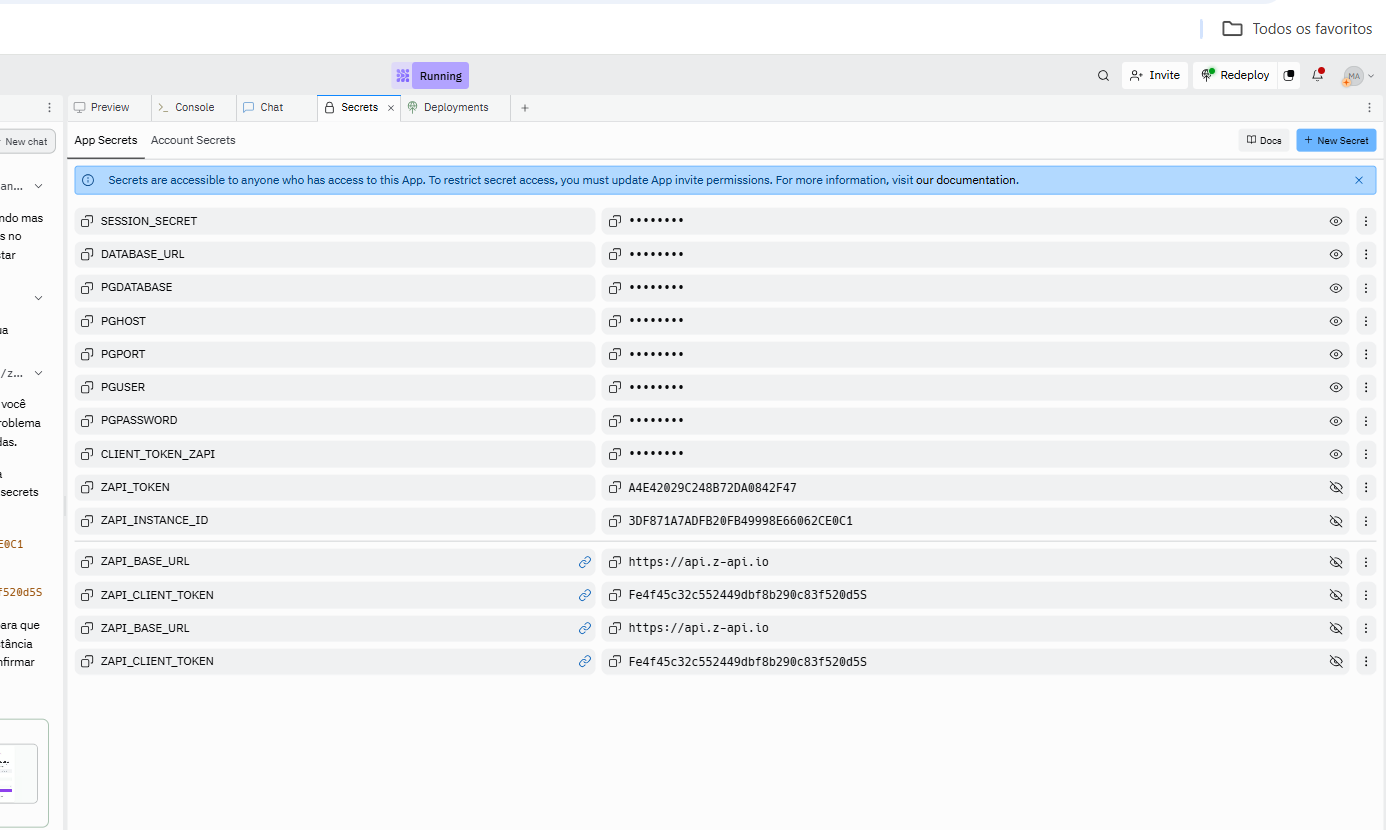 Todos os favoritos
Running
Invite
Redeploy
MA
Preview
Console
Chat
Secrets
Deployments
New chat
App Secrets
Account Secrets
Docs
New Secret
an...
Secrets are accessible to anyone who has access to this App. To restrict secret access, you must update App invite permissions. For more information, visit our documentation.
ndo mas
s no
star
SESSION_SECRET ••••••••
DATABASE_URL ••••••••
PGDATABASE ••••••••
PGHOST ••••••••
PGPORT ••••••••
PGUSER ••••••••
PGPASSWORD ••••••••
CLIENT_TOKEN_ZAPI ••••••••
ZAPI_TOKEN A4E42029C248B72DA0842F47
ZAPI_INSTANCE_ID 3DF871A7ADFB20FB49998E66062CE0C1
ZAPI_BASE_URL https://api.z-api.io
ZAPI_CLIENT_TOKEN Fe4f45c32c552449dbf8b290c83f520d5S
ZAPI_BASE_URL https://api.z-api.io
ZAPI_CLIENT_TOKEN Fe4f45c32c552449dbf8b290c83f520d5S
ua
/z...
você
roblema
das.
a
secrets
E0C1
f520d5S
para que
stância
nfirmar